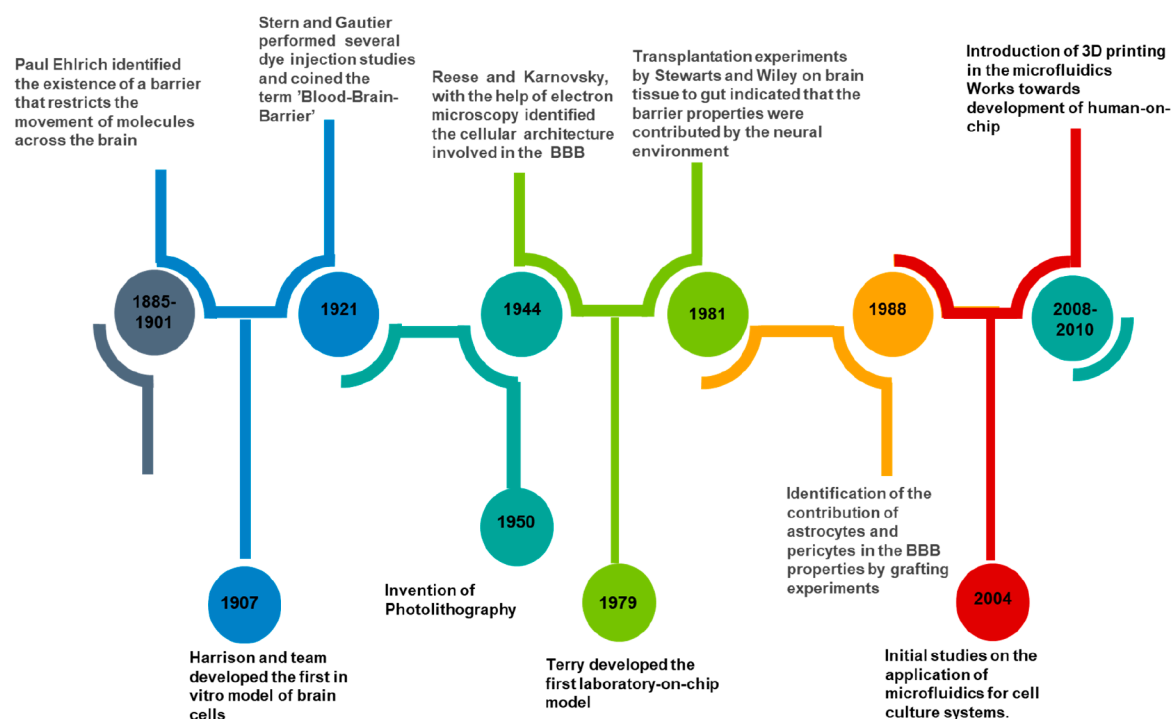 Paul Ehlrich identified
the existence of a barrier
that restricts the
movement of molecules
across the brain
Stern and Gautier
performed several
dye injection studies
and coined the
term 'Blood-Brain-
Barrier'
Reese and Karnovsky,
with the help of electron
microscopy identified
the cellular architecture
involved in the BBB
Transplantation experiments
by Stewarts and Wiley on brain
tissue to gut indicated that the
barrier properties were
contributed by the neural
environment
Introduction of 3D printing
in the microfluidics
Works towards
development of human-on-
chip
1885-
1901
1921
1944
1981
1988
2008-
2010
1907
Harrison and team
developed the first in
vitro model of brain
cells
1950
Invention of
Photolithography
1979
Terry developed the
first laboratory-on-chip
model
Identification of the
contribution of
astrocytes and
pericytes in the BBB
properties by grafting
experiments
2004
Initial studies on the
application of
microfluidics for cell
culture systems.